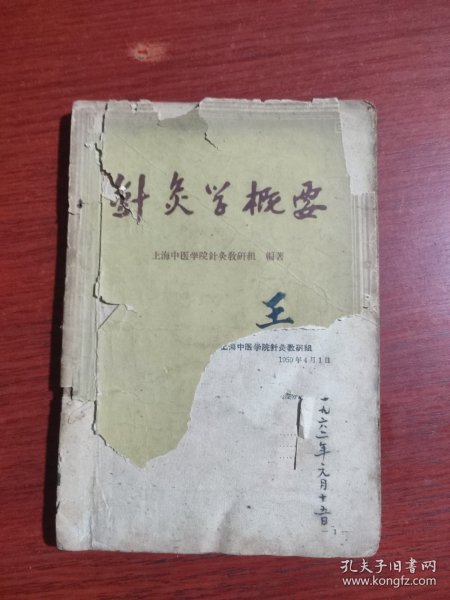 針灸学概要
上海中医学院針灸教研組 編著
王
上海中医学院針灸教研組
1959年4月1日
一九六二年元月十五日
孔夫子旧书网
www.kongfz.com